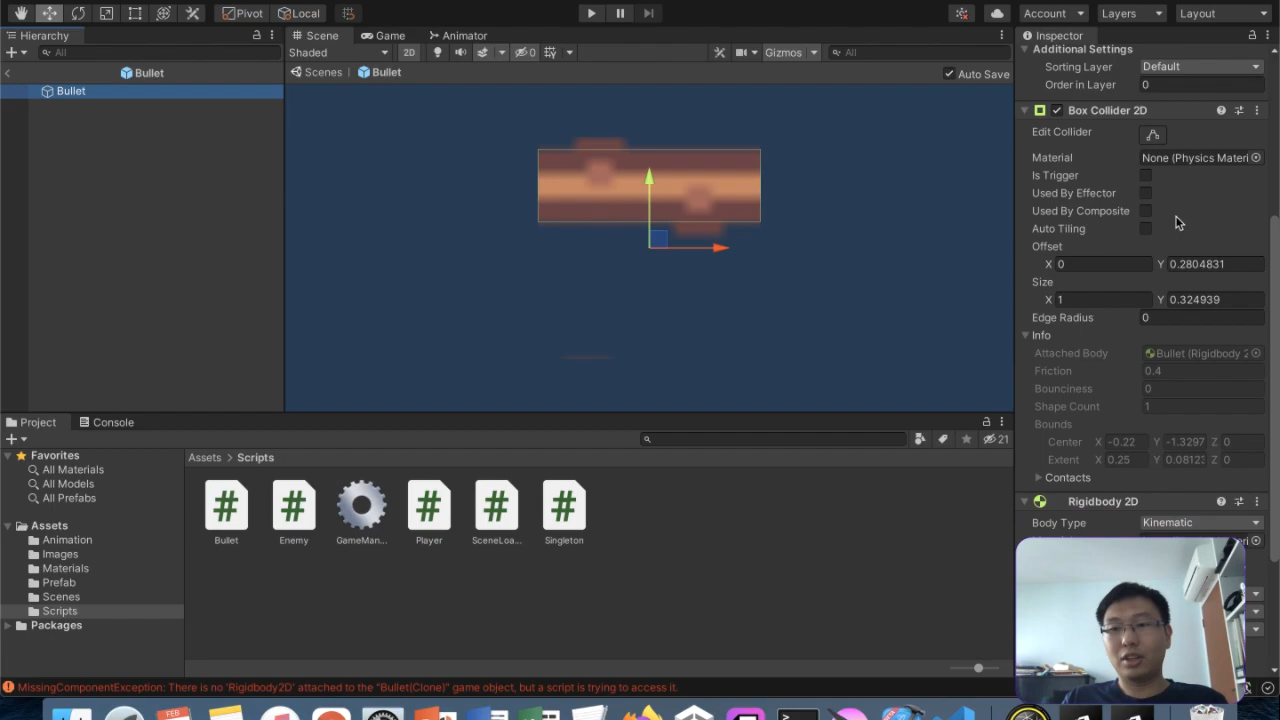 Pivot Local Account Layers Layout
Hierarchy Scene Game Animator Inspector
All Shaded 2D 0 Gizmos All
Additional Settings
Sorting Layer Default
Order in Layer 0
Bullet Scenes Bullet Auto Save
Bullet
Box Collider 2D
Edit Collider
Material None (Physics Materi
Is Trigger
Used By Effector
Used By Composite
Auto Tiling
Offset
X 0 Y 0.2804831
Size
X 1 Y 0.324939
Edge Radius 0
Info
Attached Body Bullet (Rigidbody 2
Friction 0.4
Bounciness 0
Shape Count 1
Bounds
Center X -0.22 Y -1.3297 Z 0
Extent X 0.25 Y 0.08123 Z 0
Contacts
Rigidbody 2D
Body Type Kinematic
Project Console
21
Favorites
All Materials
All Models
All Prefabs
Assets
Animation
Images
Materials
Prefab
Scenes
Scripts
Packages
Assets > Scripts
Bullet Enemy GameMan... Player SceneLoa... Singleton
MissingComponentException: There is no 'Rigidbody2D' attached to the "Bullet(Clone)" game object, but a script is trying to access it.
FEB